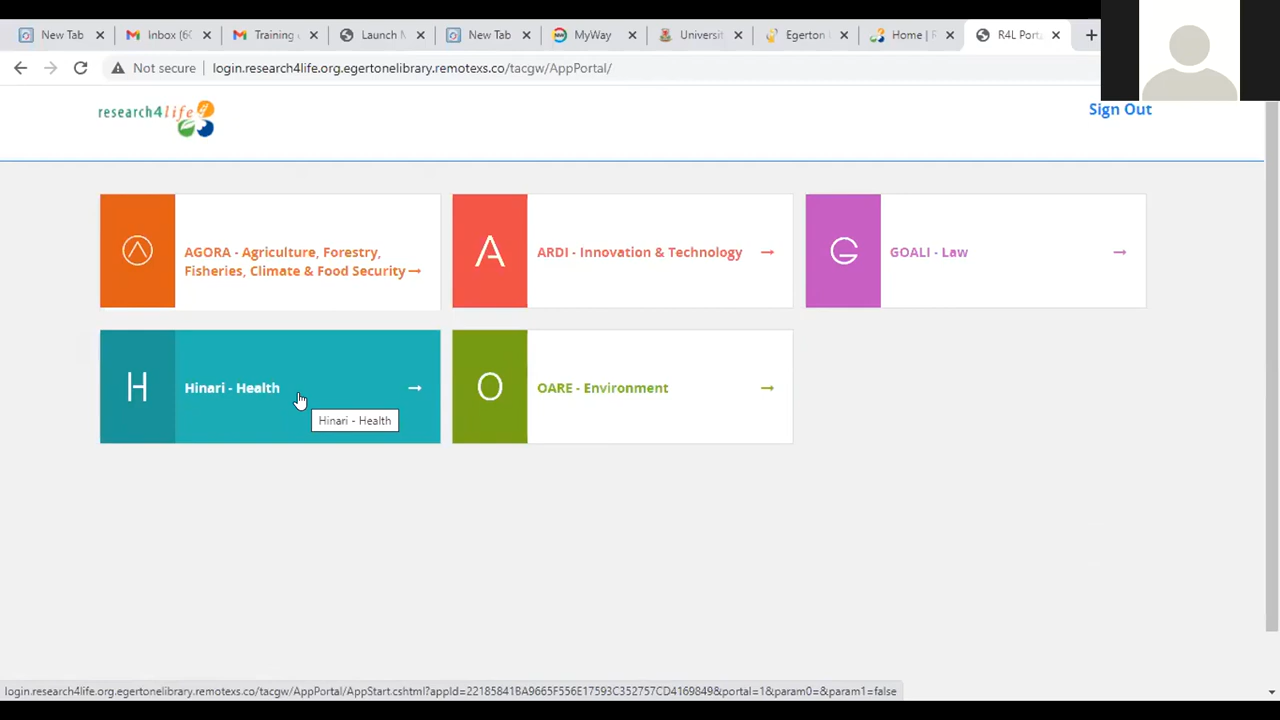 New Tab
Inbox (60
Training
Launch
New Tab
MyWay
Universit
Egerton
Home | R
R4L Port
Not secure
login.research4life.org.egertonelibrary.remotexs.co/tacgw/AppPortal/
research4life
Sign Out
AGORA - Agriculture, Forestry,
Fisheries, Climate & Food Security→
A
ARDI - Innovation & Technology →
G
GOALI - Law →
H
Hinari - Health →
Hinari - Health
O
OARE - Environment →
login.research4life.org.egertonelibrary.remotexs.co/tacgw/AppPortal/AppStart.cshtml?appId=22185841BA9665F556E17593C352757CD4169849&portal=1&param0=&param1=false